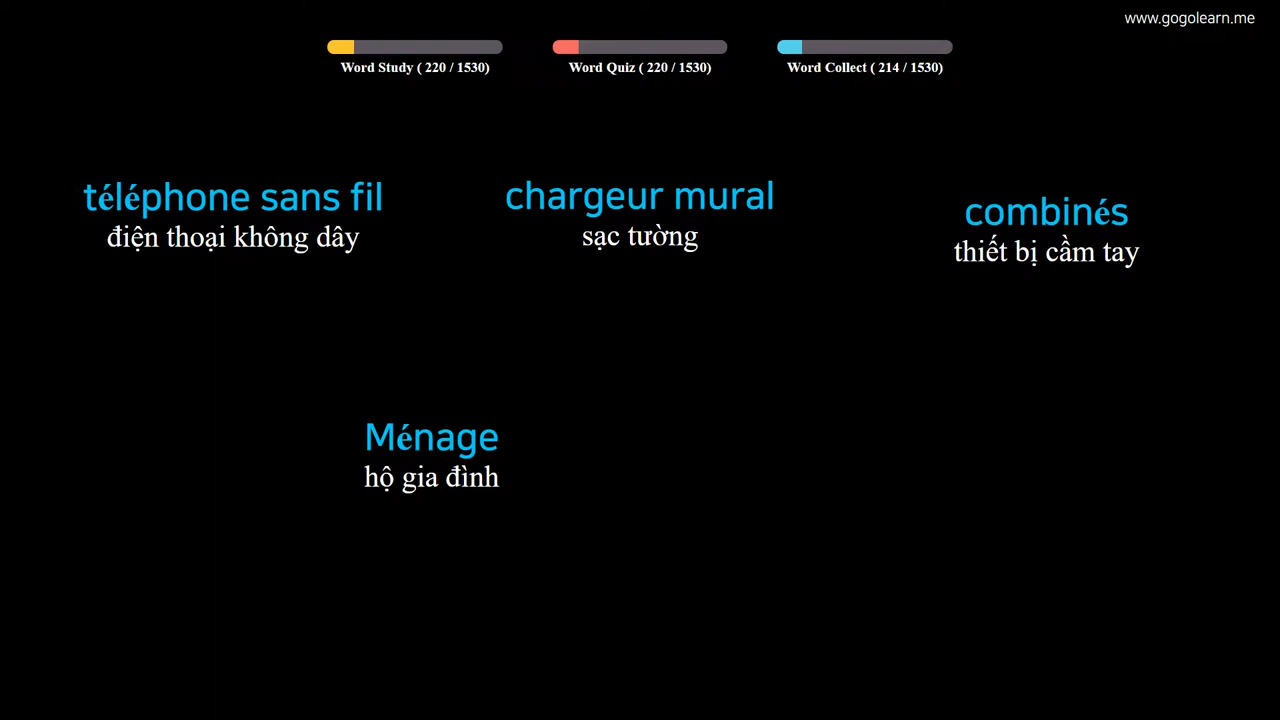 www.gogolearn.me
Word Study ( 220 / 1530)
Word Quiz ( 220 / 1530)
Word Collect ( 214 / 1530)
téléphone sans fil
điện thoại không dây
chargeur mural
sạc tường
combinés
thiết bị cầm tay
Ménage
hộ gia đình